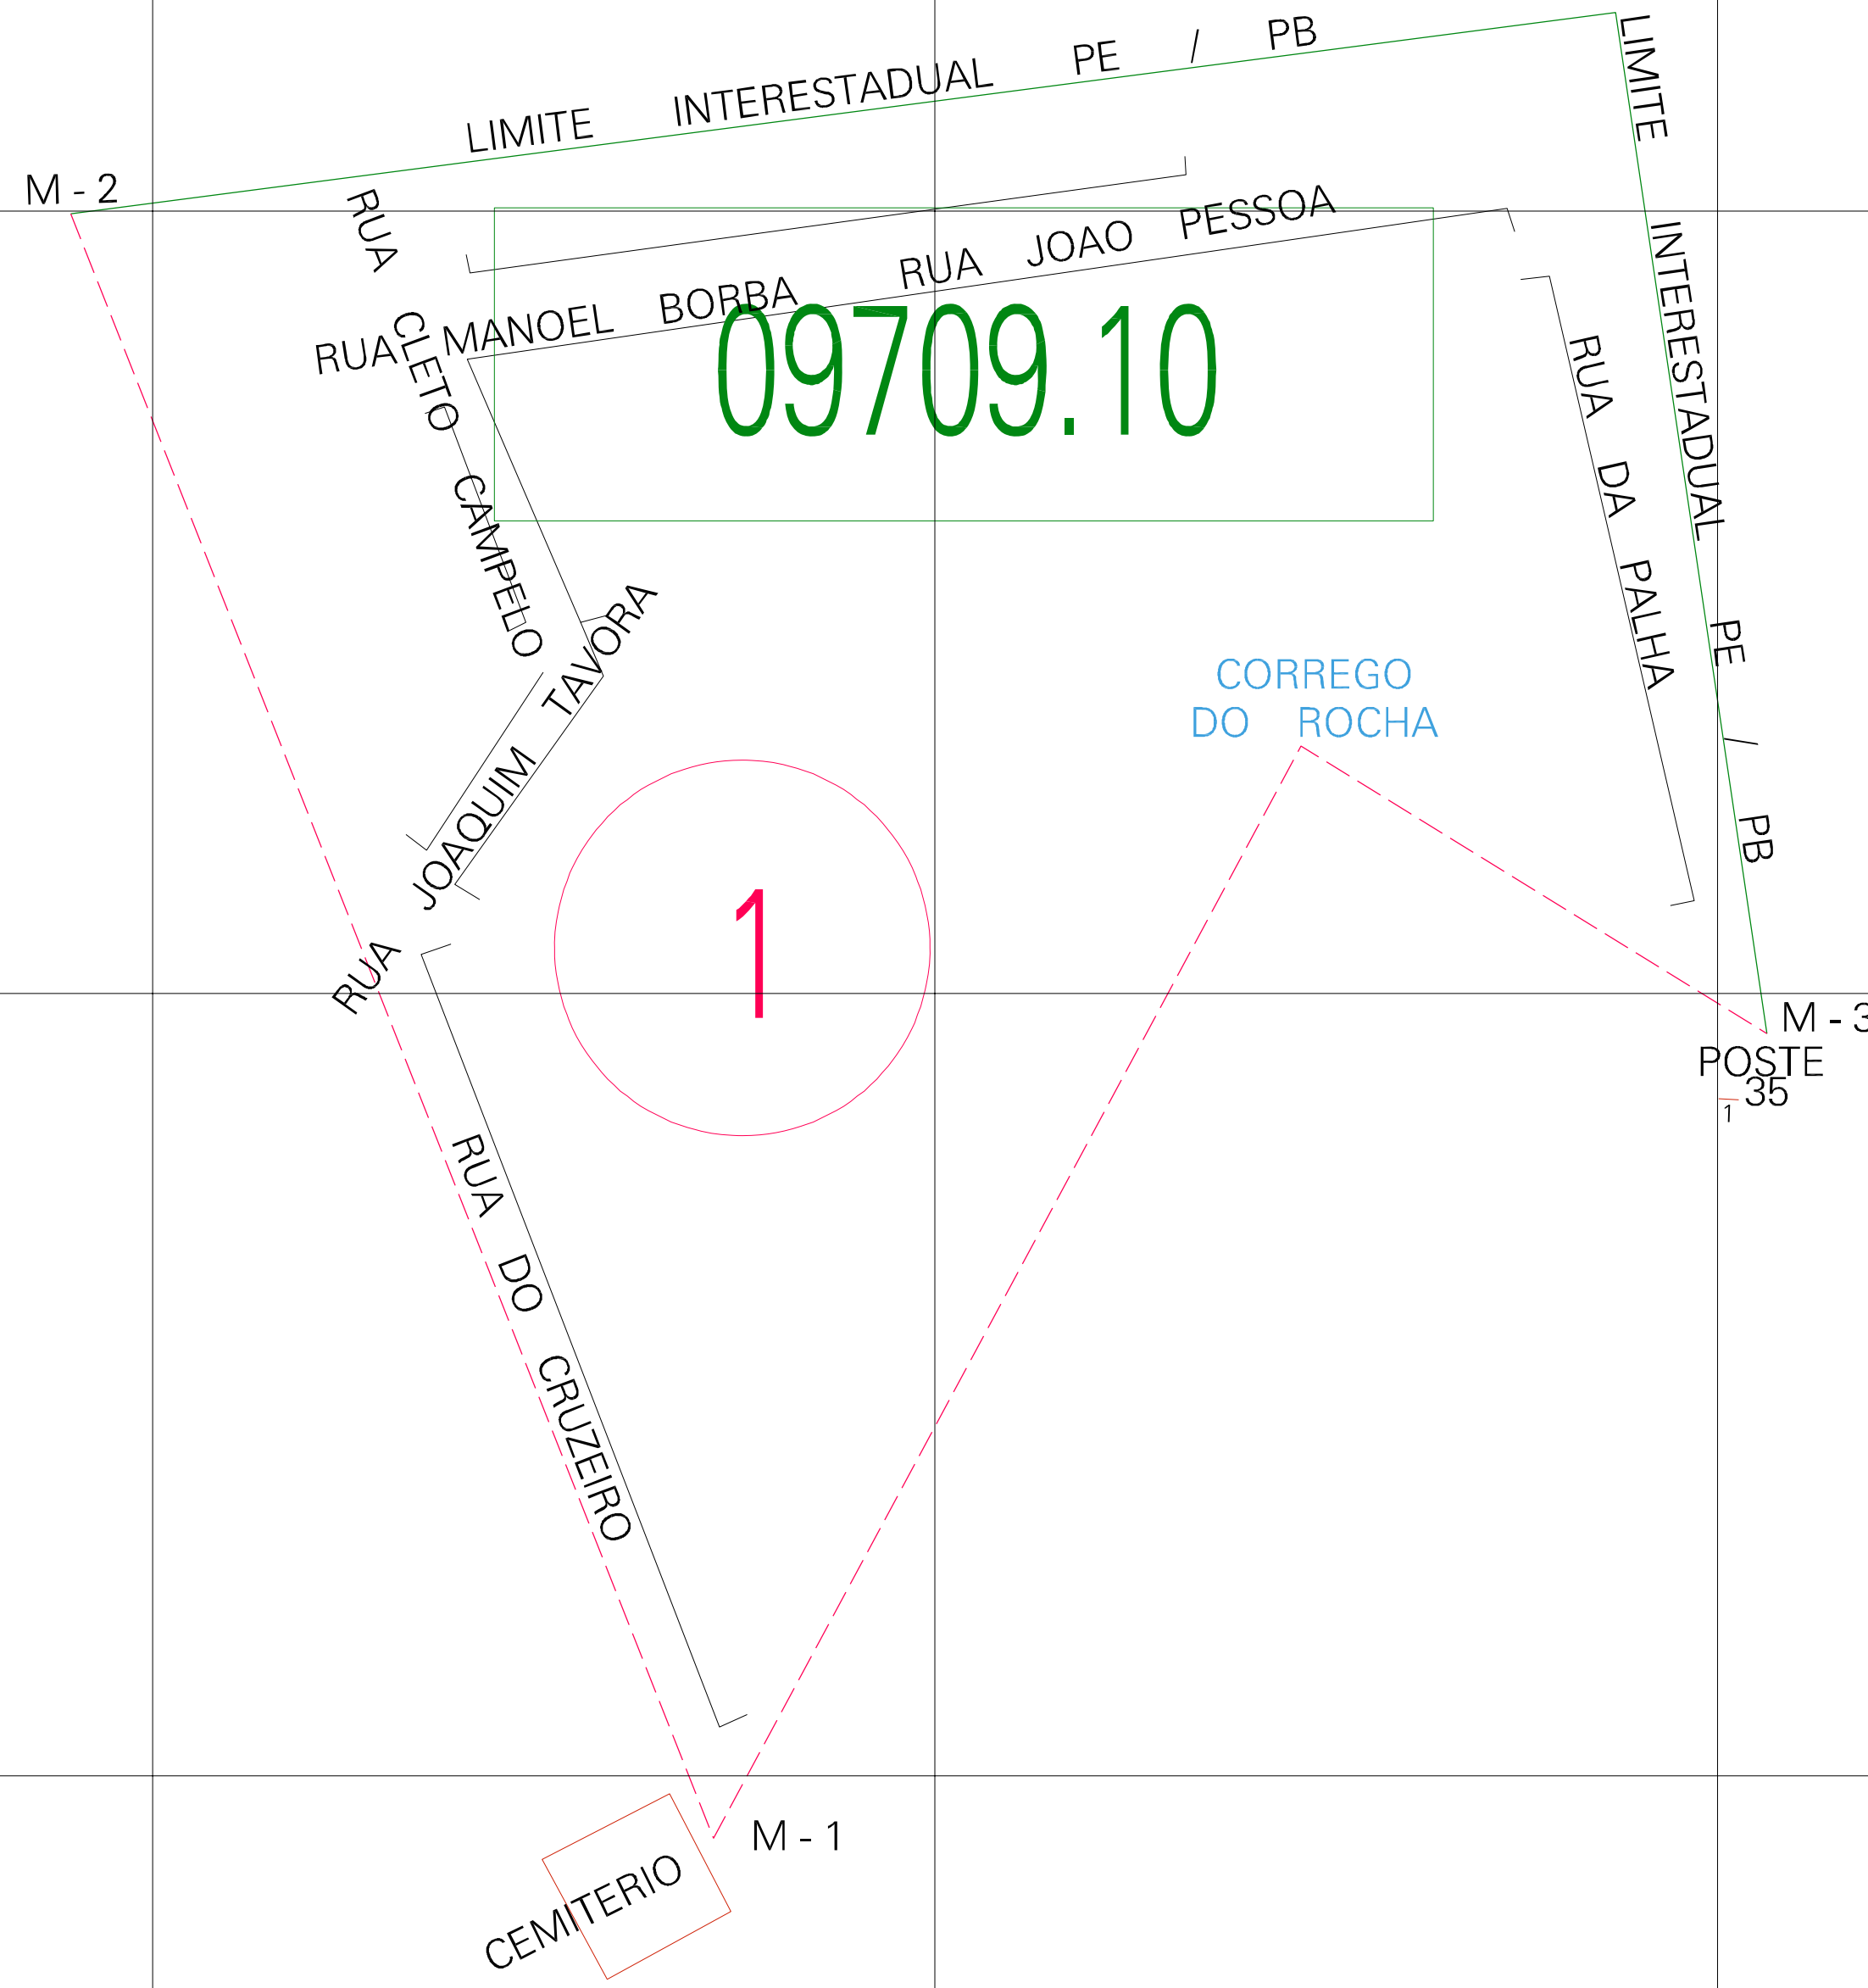 LIMITE INTERESTADUAL PE / PB
LIMITE INTERESTADUAL PE / PB
M - 2
RUA CLETO CAMPELO
RUA MANOEL BORBA
RUA JOAO PESSOA
09709.10
RUA DA PALHA
RUA JOAQUIM TAVORA
CORREGO
DO ROCHA
1
M - 3
POSTE
35
1
RUA DO CRUZEIRO
M - 1
CEMITERIO